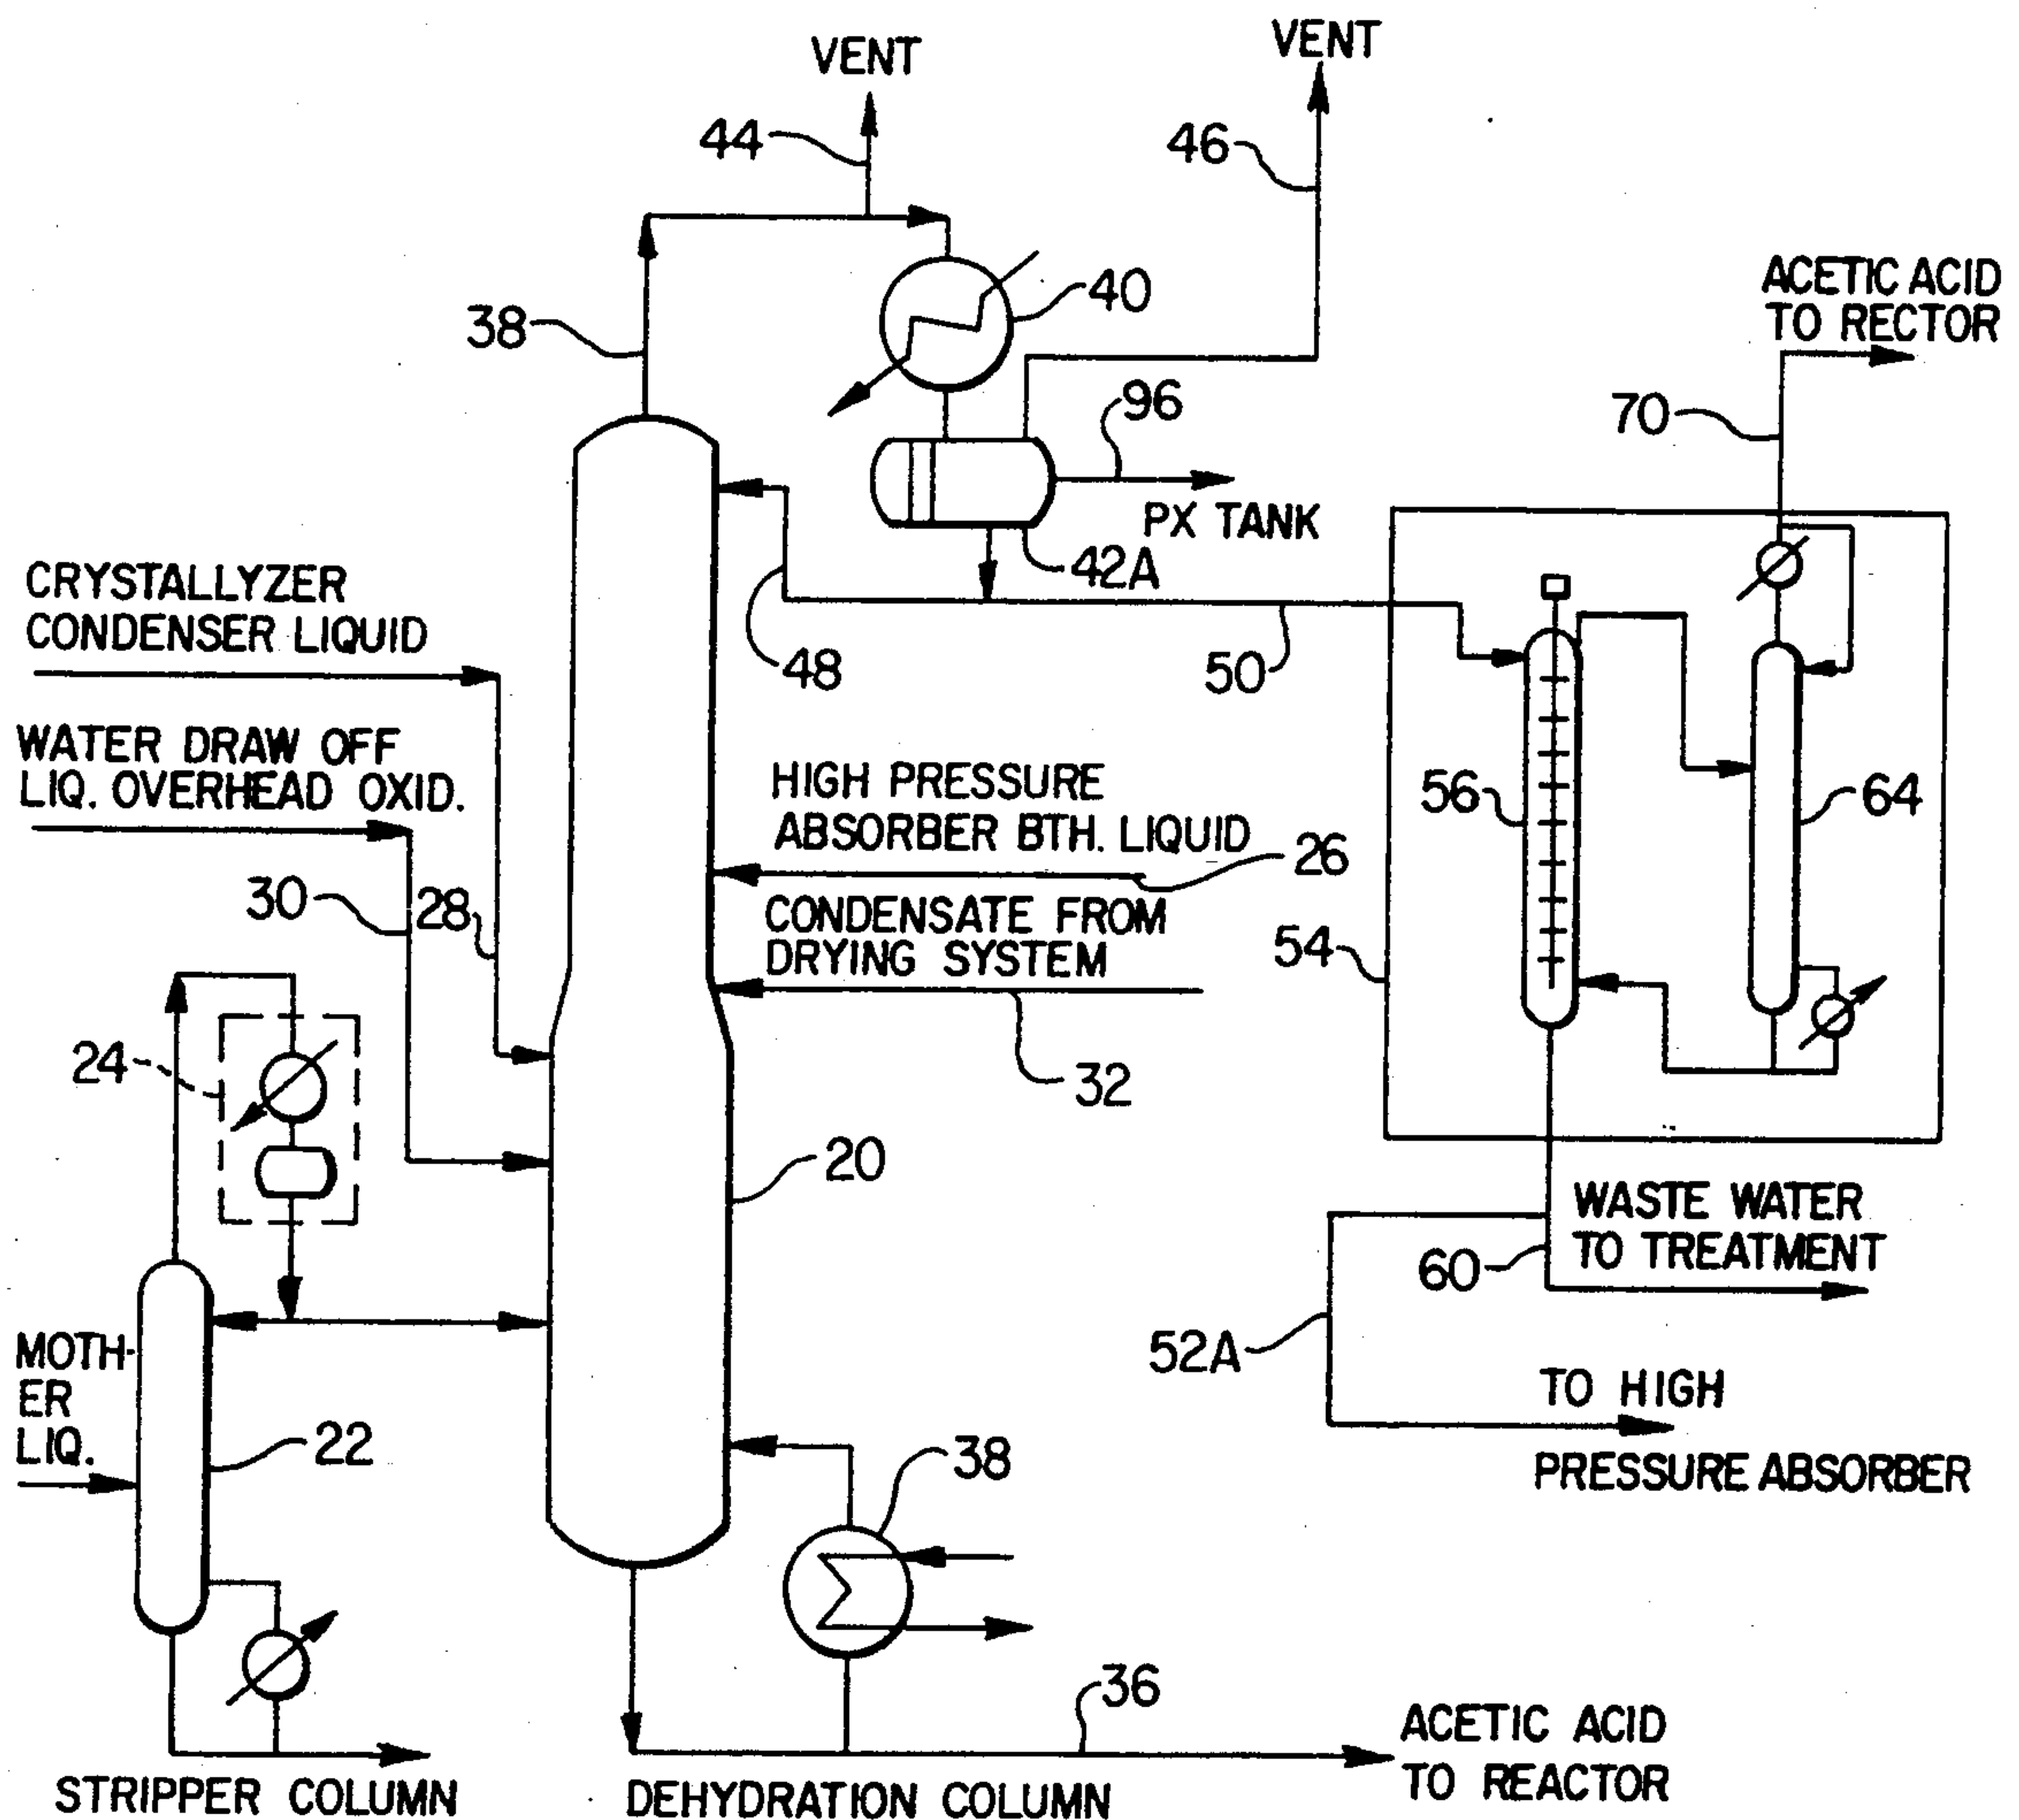 VENT
VENT
44
46
ACETIC ACID
TO RECTOR
40
38
96
70
PX TANK
42A
CRYSTALLYZER
CONDENSER LIQUID
48
50
WATER DRAW OFF
LIQ. OVERHEAD OXID.
HIGH PRESSURE
ABSORBER BTH. LIQUID
56
64
26
30
28
CONDENSATE FROM
DRYING SYSTEM
54
24
32
20
WASTE WATER
TO TREATMENT
60
52A
MOTH-
ER
LIQ.
TO HIGH
PRESSURE ABSORBER
22
38
36
ACETIC ACID
TO REACTOR
STRIPPER COLUMN
DEHYDRATION COLUMN